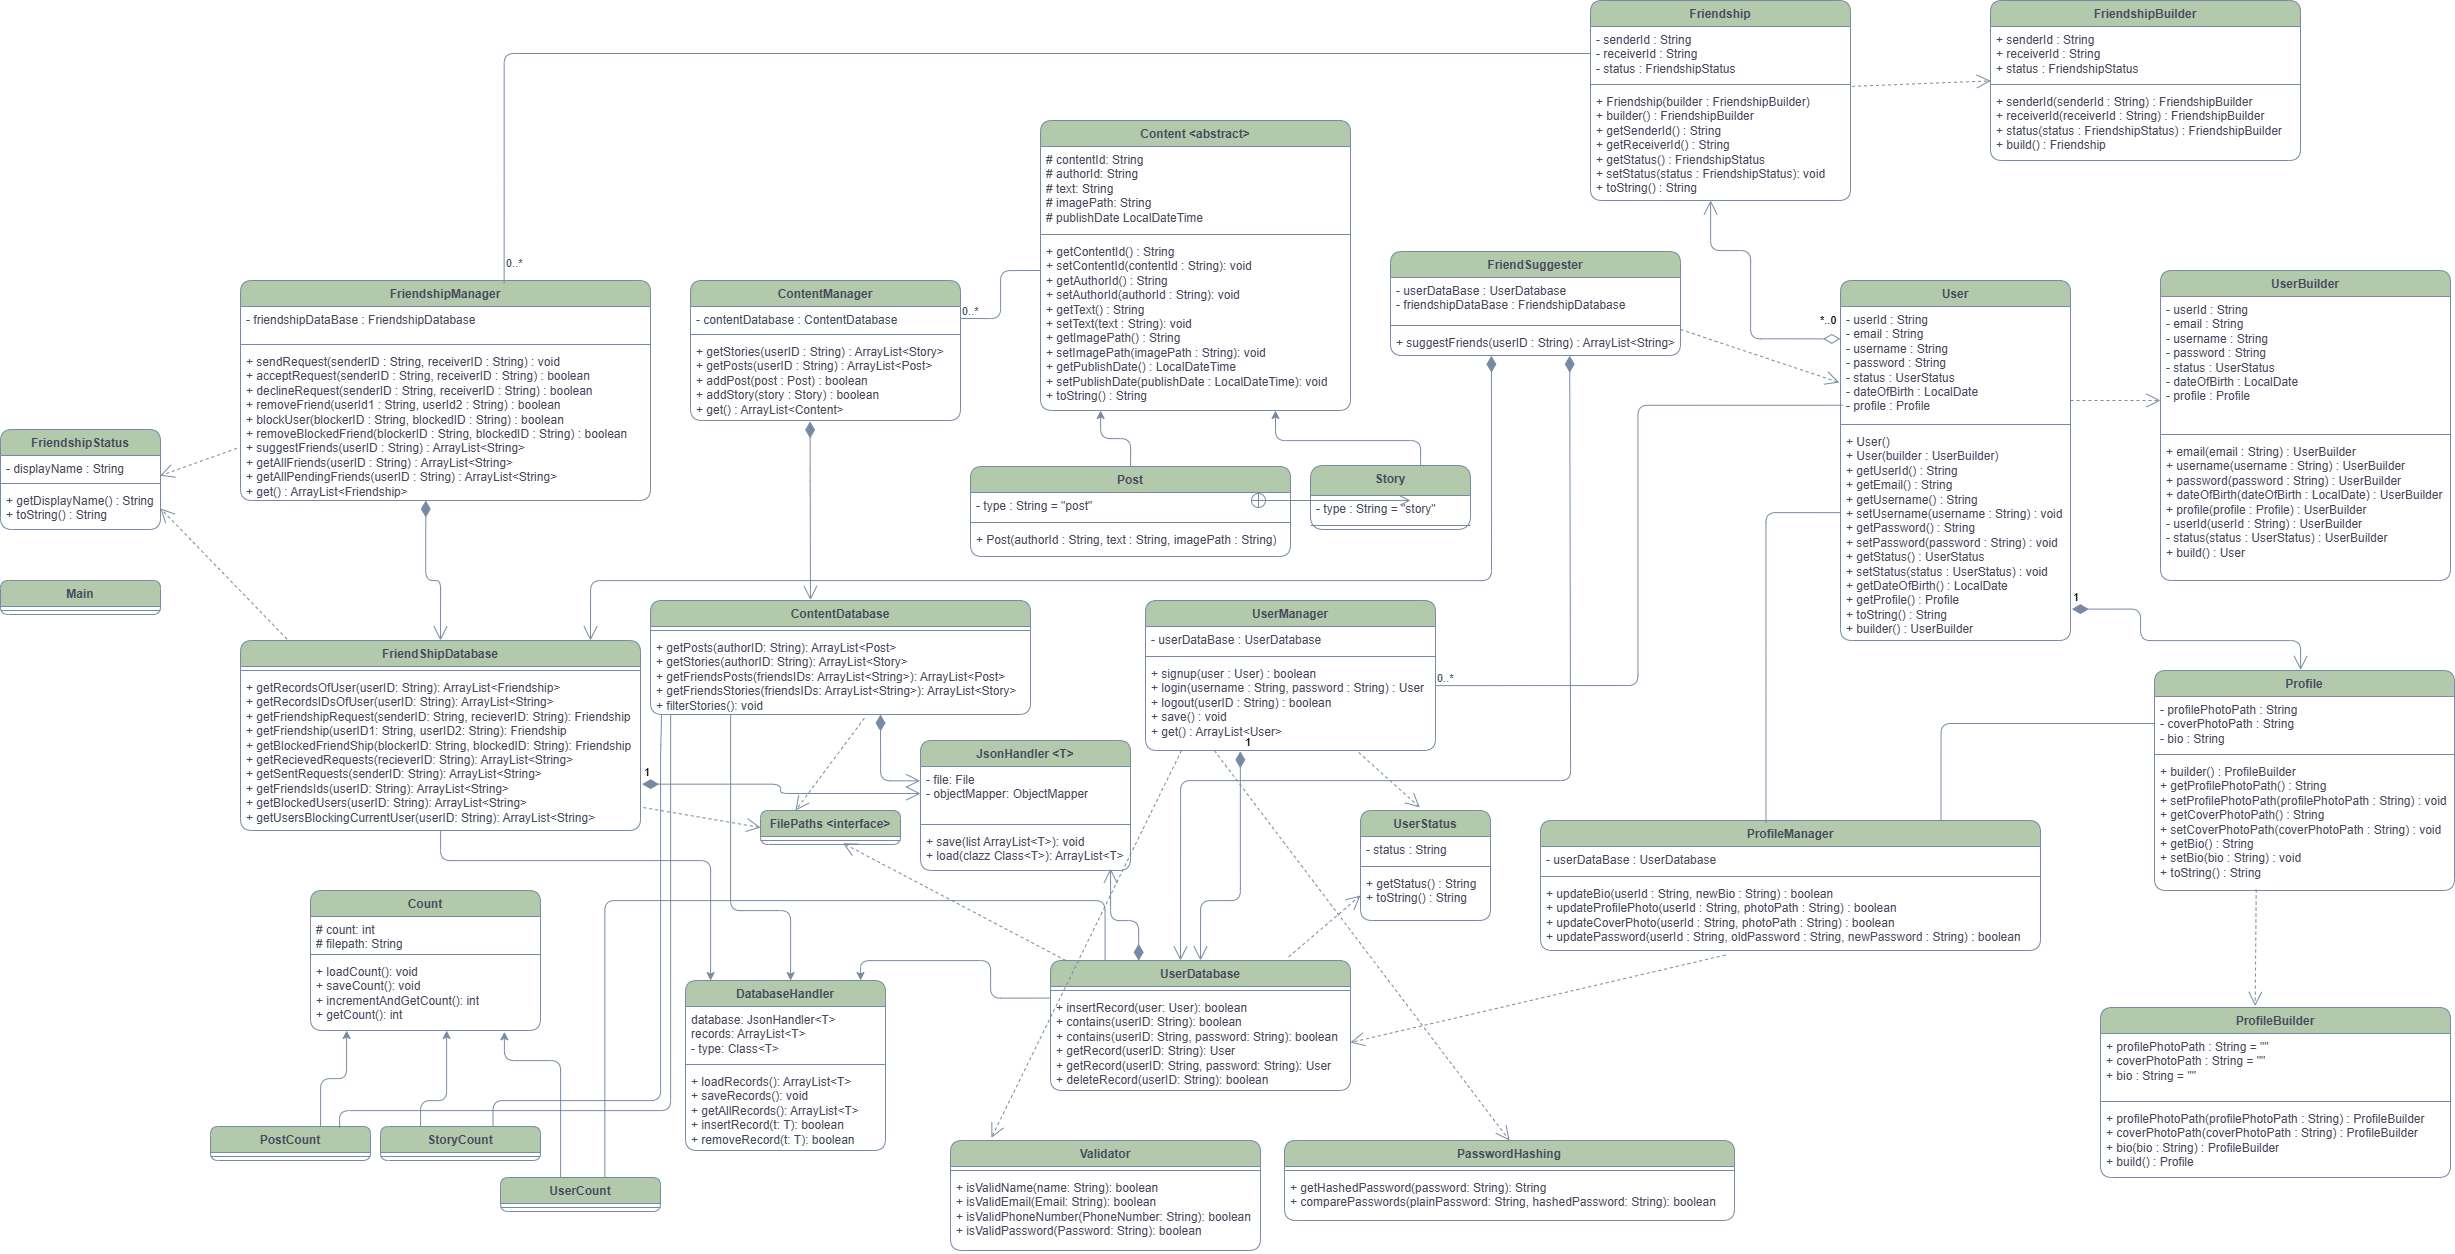 Friendship
- senderId : String
- receiverId : String
- status : FriendshipStatus
+ Friendship(builder : FriendshipBuilder)
+ builder() : FriendshipBuilder
+ getSenderId() : String
+ getReceiverId() : String
+ getStatus() : FriendshipStatus
+ setStatus(status : FriendshipStatus): void
+ toString() : String
FriendshipBuilder
+ senderId : String
+ receiverId : String
+ status : FriendshipStatus
+ senderId(senderId : String) : FriendshipBuilder
+ receiverId(receiverId : String) : FriendshipBuilder
+ status(status : FriendshipStatus) : FriendshipBuilder
+ build() : Friendship
Content <abstract>
# contentId: String
# authorId: String
# text: String
# imagePath: String
# publishDate LocalDateTime
+ getContentId() : String
+ setContentId(contentId : String): void
+ getAuthorId() : String
+ setAuthorId(authorId : String): void
+ getText() : String
+ setText(text : String): void
+ getImagePath() : String
+ setImagePath(imagePath : String): void
+ getPublishDate() : LocalDateTime
+ setPublishDate(publishDate : LocalDateTime): void
+ toString() : String
0..*
FriendshipManager
- friendshipDataBase : FriendshipDatabase
+ sendRequest(senderID : String, receiverID : String) : void
+ acceptRequest(senderID : String, receiverID : String) : boolean
+ declineRequest(senderID : String, receiverID : String) : boolean
+ removeFriend(userId1 : String, userId2 : String) : boolean
+ blockUser(blockerID : String, blockedID : String) : boolean
+ removeBlockedFriend(blockerID : String, blockedID : String) : boolean
+ suggestFriends(userID : String) : ArrayList<String>
+ getAllFriends(userID : String) : ArrayList<String>
+ getAllPendingFriends(userID : String) : ArrayList<String>
+ get() : ArrayList<Friendship>
ContentManager
- contentDatabase : ContentDatabase
+ getStories(userID : String) : ArrayList<Story>
+ getPosts(userID : String) : ArrayList<Post>
+ addPost(post : Post) : boolean
+ addStory(story : Story) : boolean
+ get() : ArrayList<Content>
0..*
FriendSuggester
- userDataBase : UserDatabase
- friendshipDataBase : FriendshipDatabase
+ suggestFriends(userID : String) : ArrayList<String>
*..0
User
- userId : String
- email : String
- username : String
- password : String
- status : UserStatus
- dateOfBirth : LocalDate
- profile : Profile
+ User()
+ User(builder : UserBuilder)
+ getUserId() : String
+ getEmail() : String
+ getUsername() : String
+ setUsername(username : String) : void
+ getPassword() : String
+ setPassword(password : String) : void
+ getStatus() : UserStatus
+ setStatus(status : UserStatus) : void
+ getDateOfBirth() : LocalDate
+ getProfile() : Profile
+ toString() : String
+ builder() : UserBuilder
1
UserBuilder
- userId : String
- email : String
- username : String
- password : String
- status : UserStatus
- dateOfBirth : LocalDate
- profile : Profile
+ email(email : String) : UserBuilder
+ username(username : String) : UserBuilder
+ password(password : String) : UserBuilder
+ dateOfBirth(dateOfBirth : LocalDate) : UserBuilder
+ profile(profile : Profile) : UserBuilder
- userId(userId : String) : UserBuilder
- status(status : UserStatus) : UserBuilder
+ build() : User
FriendshipStatus
- displayName : String
+ getDisplayName() : String
+ toString() : String
Post
- type : String = "post"
+ Post(authorId : String, text : String, imagePath : String)
Story
- type : String = "story"
Main
FriendShipDatabase
+ getRecordsOfUser(userID: String): ArrayList<Friendship>
+ getRecordsIDsOfUser(userID: String): ArrayList<String>
+ getFriendshipRequest(senderID: String, recieverID: String): Friendship
+ getFriendship(userID1: String, userID2: String): Friendship
+ getBlockedFriendShip(blockerID: String, blockedID: String): Friendship
+ getRecievedRequests(recieverID: String): ArrayList<String>
+ getSentRequests(senderID: String): ArrayList<String>
+ getFriendsIds(userID: String): ArrayList<String>
+ getBlockedUsers(userID: String): ArrayList<String>
+ getUsersBlockingCurrentUser(userID: String): ArrayList<String>
1
ContentDatabase
+ getPosts(authorID: String): ArrayList<Post>
+ getStories(authorID: String): ArrayList<Story>
+ getFriendsPosts(friendsIDs: ArrayList<String>): ArrayList<Post>
+ getFriendsStories(friendsIDs: ArrayList<String>): ArrayList<Story>
+ filterStories(): void
UserManager
- userDataBase : UserDatabase
+ signup(user : User) : boolean
+ login(username : String, password : String) : User
+ logout(userID : String) : boolean
+ save() : void
+ get() : ArrayList<User>
0..*
1
Profile
- profilePhotoPath : String
- coverPhotoPath : String
- bio : String
+ builder() : ProfileBuilder
+ getProfilePhotoPath() : String
+ setProfilePhotoPath(profilePhotoPath : String) : void
+ getCoverPhotoPath() : String
+ setCoverPhotoPath(coverPhotoPath : String) : void
+ getBio() : String
+ setBio(bio : String) : void
+ toString() : String
JsonHandler <T>
- file: File
- objectMapper: ObjectMapper
+ save(list ArrayList<T>): void
+ load(clazz Class<T>): ArrayList<T>
FilePaths <interface>
UserStatus
- status : String
+ getStatus() : String
+ toString() : String
ProfileManager
- userDataBase : UserDatabase
+ updateBio(userId : String, newBio : String) : boolean
+ updateProfilePhoto(userId : String, photoPath : String) : boolean
+ updateCoverPhoto(userId : String, photoPath : String) : boolean
+ updatePassword(userId : String, oldPassword : String, newPassword : String) : boolean
Count
# count: int
# filepath: String
+ loadCount(): void
+ saveCount(): void
+ incrementAndGetCount(): int
+ getCount(): int
DatabaseHandler
database: JsonHandler<T>
records: ArrayList<T>
- type: Class<T>
+ loadRecords(): ArrayList<T>
+ saveRecords(): void
+ getAllRecords(): ArrayList<T>
+ insertRecord(t: T): boolean
+ removeRecord(t: T): boolean
UserDatabase
+ insertRecord(user: User): boolean
+ contains(userID: String): boolean
+ contains(userID: String, password: String): boolean
+ getRecord(userID: String): User
+ getRecord(userID: String, password: String): User
+ deleteRecord(userID: String): boolean
ProfileBuilder
+ profilePhotoPath : String = ""
+ coverPhotoPath : String = ""
+ bio : String = ""
+ profilePhotoPath(profilePhotoPath : String) : ProfileBuilder
+ coverPhotoPath(coverPhotoPath : String) : ProfileBuilder
+ bio(bio : String) : ProfileBuilder
+ build() : Profile
PostCount
StoryCount
UserCount
Validator
+ isValidName(name: String): boolean
+ isValidEmail(Email: String): boolean
+ isValidPhoneNumber(PhoneNumber: String): boolean
+ isValidPassword(Password: String): boolean
PasswordHashing
+ getHashedPassword(password: String): String
+ comparePasswords(plainPassword: String, hashedPassword: String): boolean